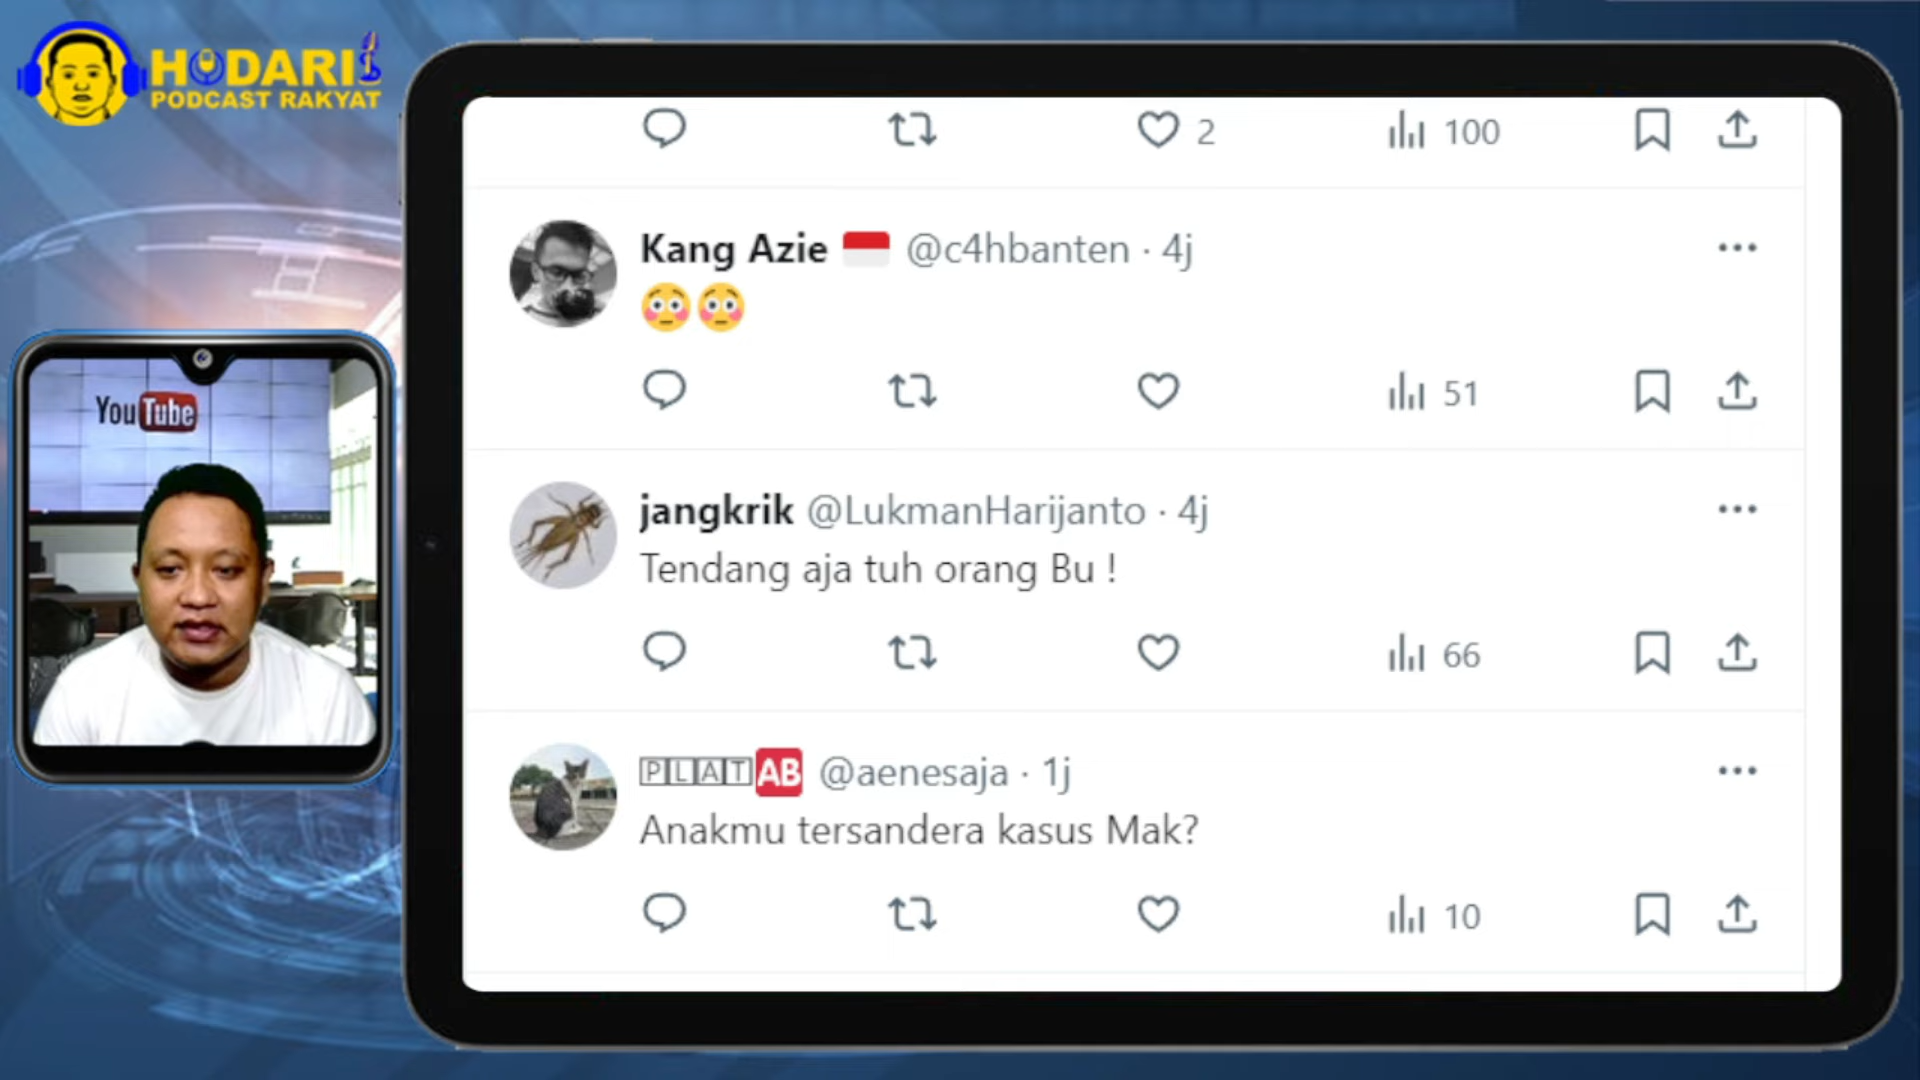 HODARI
PODCAST RAKYAT
YouTube
2
100
Kang Azie 🇮🇩 @c4hbanten · 4j
😳😳
51
jangkrik @LukmanHarijanto · 4j
Tendang aja tuh orang Bu !
66
🄿🄻🄰🅃🆎 @aenesaja · 1j
Anakmu tersandera kasus Mak?
10